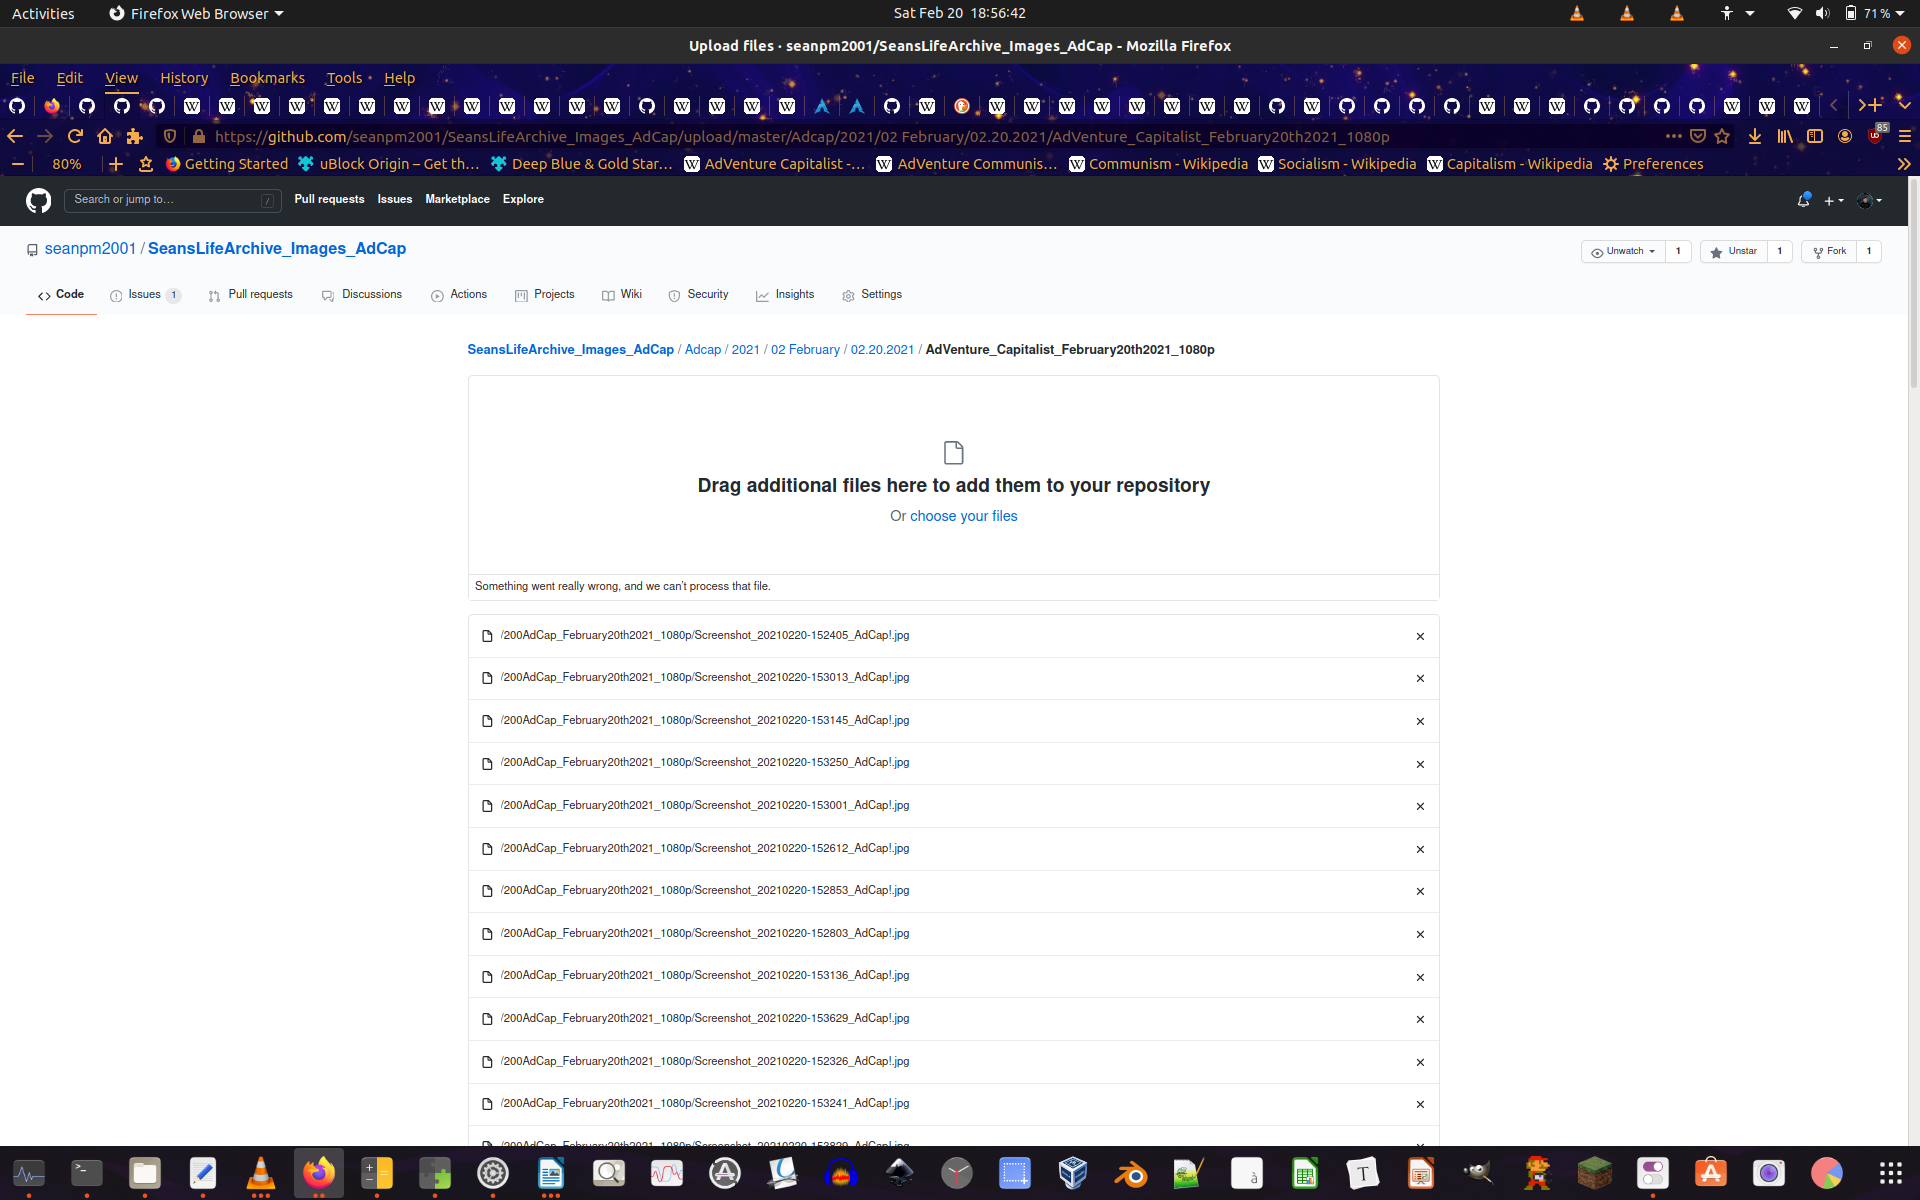 Activities Firefox Web Browser Sat Feb 20 18:56:42 71%
Upload files · seanpm2001/SeansLifeArchive_Images_AdCap - Mozilla Firefox
File Edit View History Bookmarks Tools Help
https://github.com/seanpm2001/SeansLifeArchive_Images_AdCap/upload/master/Adcap/2021/02 February/02.20.2021/AdVenture_Capitalist_February20th2021_1080p 85
80% Getting Started uBlock Origin – Get th… Deep Blue & Gold Star… AdVenture Capitalist -… AdVenture Communis… Communism - Wikipedia Socialism - Wikipedia Capitalism - Wikipedia Preferences
Search or jump to… / Pull requests Issues Marketplace Explore
seanpm2001 / SeansLifeArchive_Images_AdCap Unwatch 1 Unstar 1 Fork 1
Code Issues 1 Pull requests Discussions Actions Projects Wiki Security Insights Settings
SeansLifeArchive_Images_AdCap / Adcap / 2021 / 02 February / 02.20.2021 / AdVenture_Capitalist_February20th2021_1080p
Drag additional files here to add them to your repository
Or choose your files
Something went really wrong, and we can't process that file.
/200AdCap_February20th2021_1080p/Screenshot_20210220-152405_AdCap!.jpg
/200AdCap_February20th2021_1080p/Screenshot_20210220-153013_AdCap!.jpg
/200AdCap_February20th2021_1080p/Screenshot_20210220-153145_AdCap!.jpg
/200AdCap_February20th2021_1080p/Screenshot_20210220-153250_AdCap!.jpg
/200AdCap_February20th2021_1080p/Screenshot_20210220-153001_AdCap!.jpg
/200AdCap_February20th2021_1080p/Screenshot_20210220-152612_AdCap!.jpg
/200AdCap_February20th2021_1080p/Screenshot_20210220-152853_AdCap!.jpg
/200AdCap_February20th2021_1080p/Screenshot_20210220-152803_AdCap!.jpg
/200AdCap_February20th2021_1080p/Screenshot_20210220-153136_AdCap!.jpg
/200AdCap_February20th2021_1080p/Screenshot_20210220-153629_AdCap!.jpg
/200AdCap_February20th2021_1080p/Screenshot_20210220-152326_AdCap!.jpg
/200AdCap_February20th2021_1080p/Screenshot_20210220-153241_AdCap!.jpg